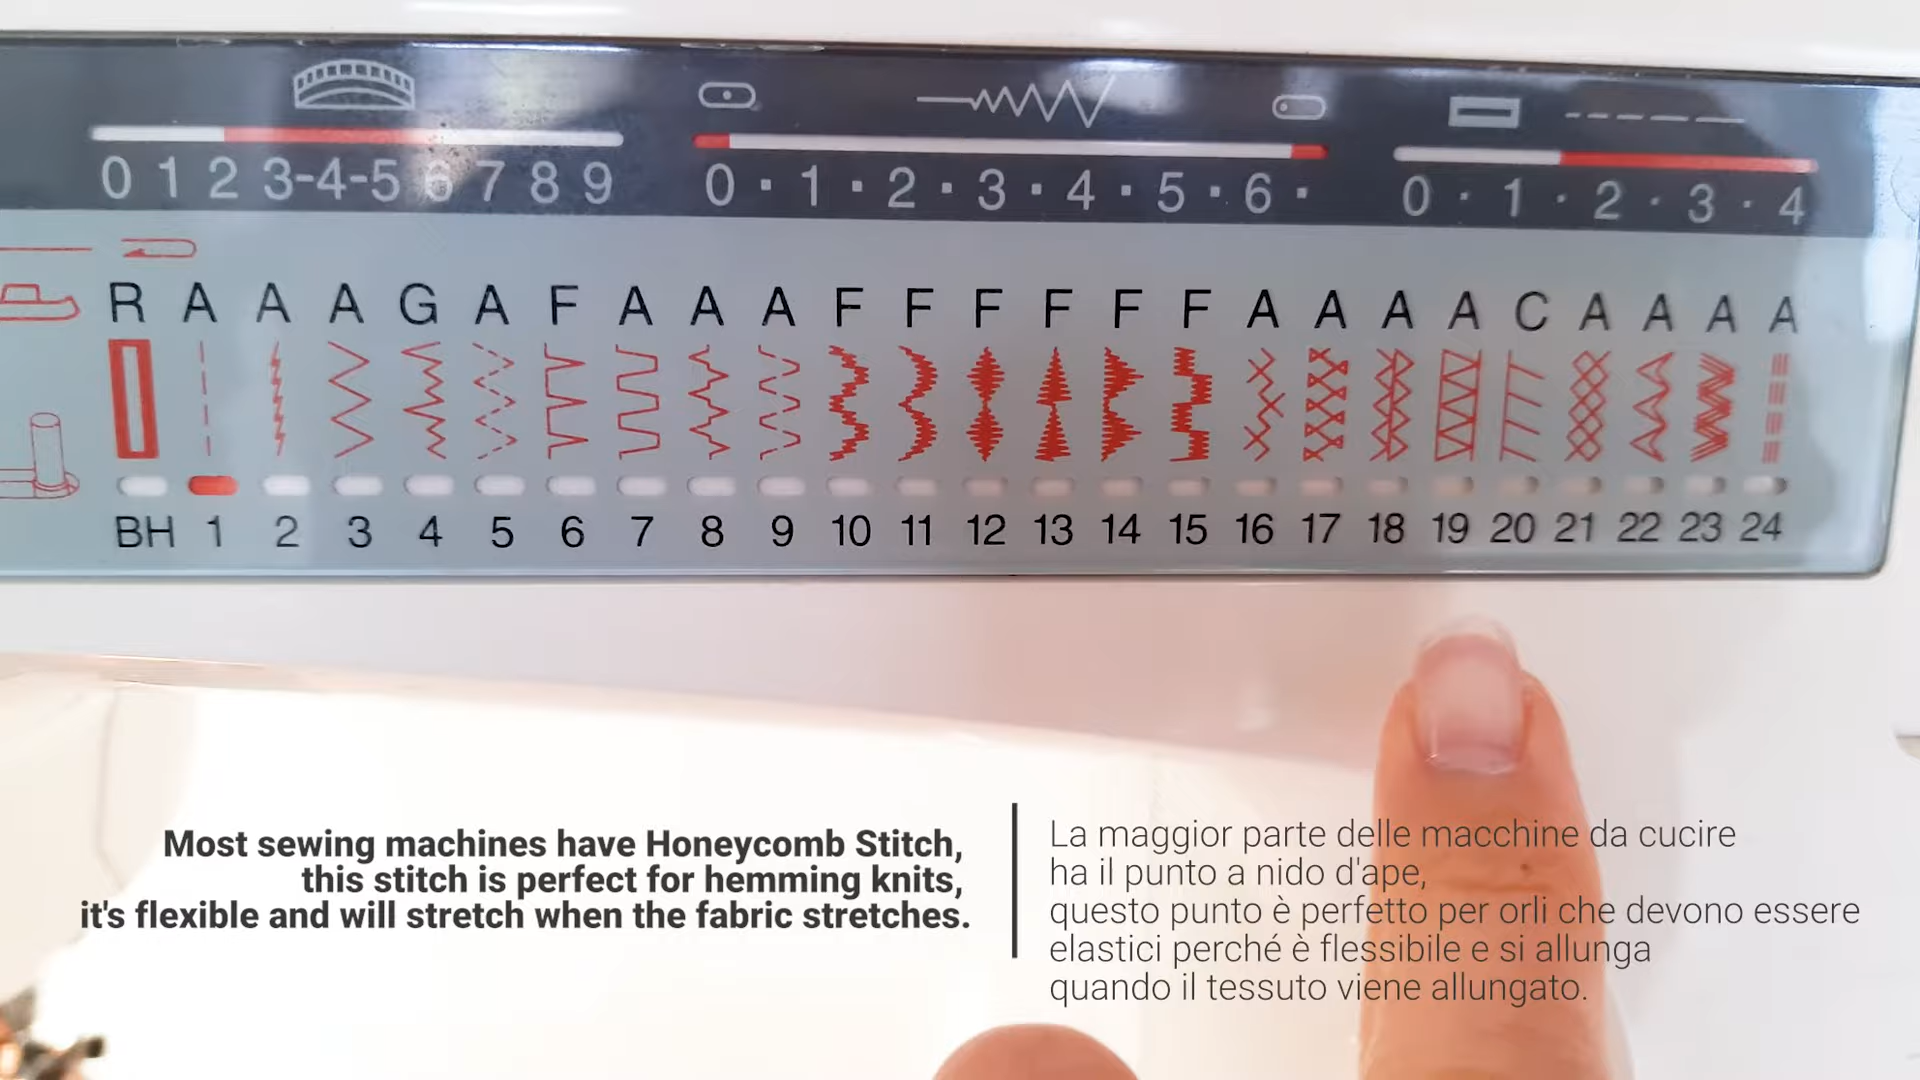 0 1 2 3-4-5 6 7 8 9
0 · 1 · 2 · 3 · 4 · 5 · 6 ·
0 · 1 · 2 · 3 · 4
R A A A G A F A A A F F F F F F A A A A C A A A A
BH 1 2 3 4 5 6 7 8 9 10 11 12 13 14 15 16 17 18 19 20 21 22 23 24
Most sewing machines have Honeycomb Stitch,
this stitch is perfect for hemming knits,
it's flexible and will stretch when the fabric stretches.
La maggior parte delle macchine da cucire
ha il punto a nido d'ape,
questo punto è perfetto per orli che devono essere
elastici perché è flessibile e si allunga
quando il tessuto viene allungato.